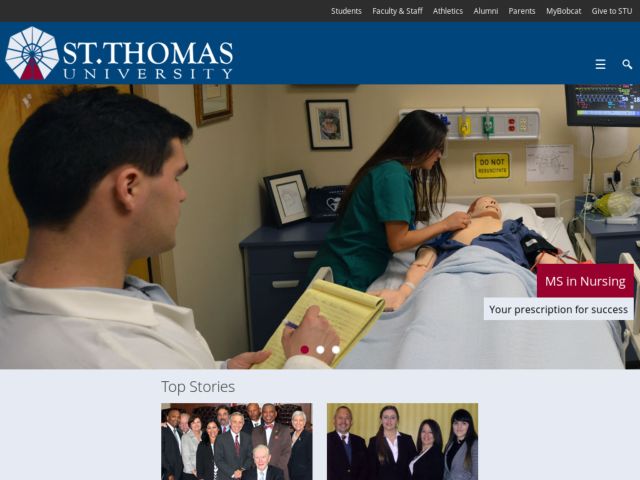 Students Faculty & Staff Athletics Alumni Parents MyBobcat Give to STU
ST. THOMAS
UNIVERSITY
DO NOT
RESUSCITATE
MS in Nursing
Your prescription for success
Top Stories